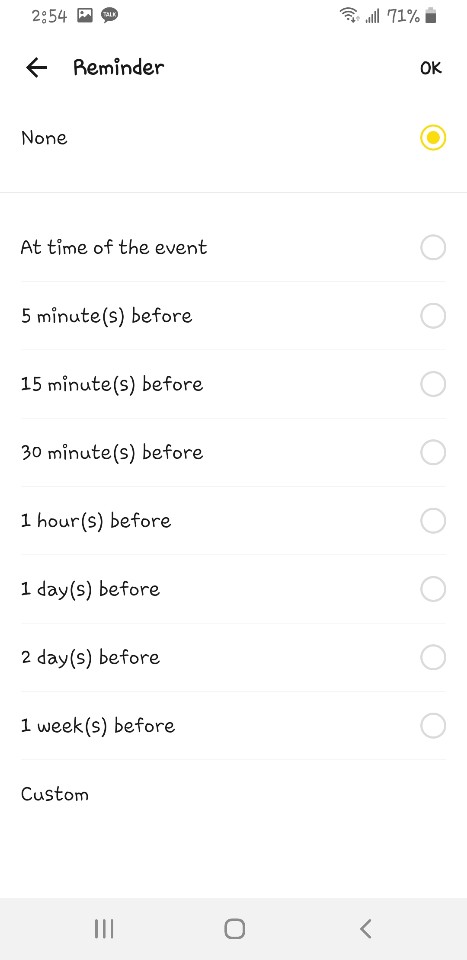 2:54 TALK 71%
Reminder OK
None
At time of the event
5 minute(s) before
15 minute(s) before
30 minute(s) before
1 hour(s) before
1 day(s) before
2 day(s) before
1 week(s) before
Custom